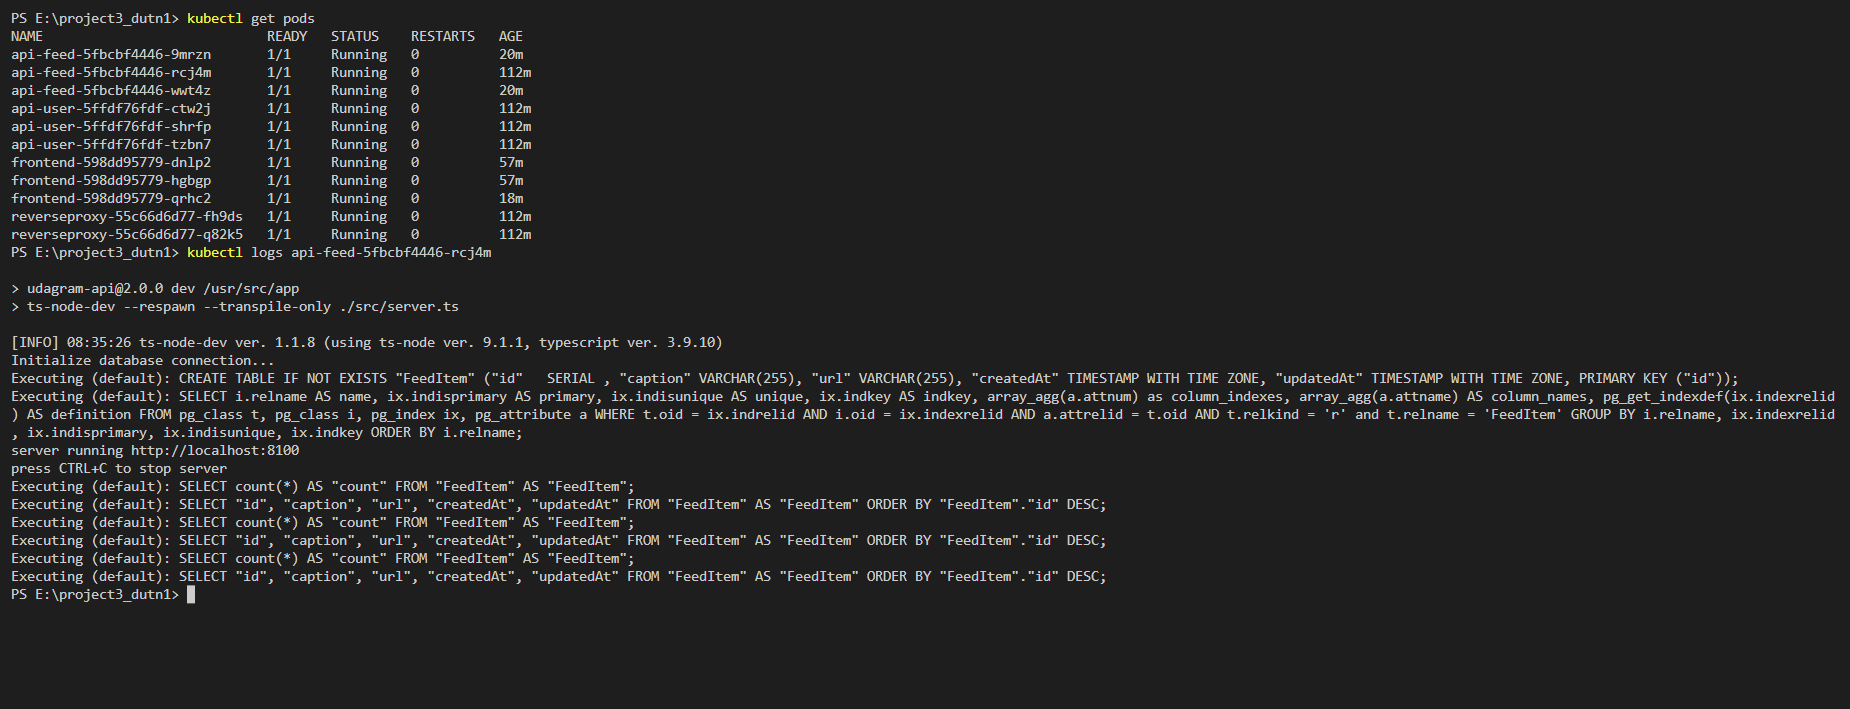 PS E:\project3_dutn1> kubectl get pods
NAME                            READY   STATUS    RESTARTS   AGE
api-feed-5fbcbf4446-9mrzn       1/1     Running   0          20m
api-feed-5fbcbf4446-rcj4m       1/1     Running   0          112m
api-feed-5fbcbf4446-wwt4z       1/1     Running   0          20m
api-user-5ffdf76fdf-ctw2j       1/1     Running   0          112m
api-user-5ffdf76fdf-shrfp       1/1     Running   0          112m
api-user-5ffdf76fdf-tzbn7       1/1     Running   0          112m
frontend-598dd95779-dnlp2       1/1     Running   0          57m
frontend-598dd95779-hgbgp       1/1     Running   0          57m
frontend-598dd95779-qrhc2       1/1     Running   0          18m
reverseproxy-55c66d6d77-fh9ds   1/1     Running   0          112m
reverseproxy-55c66d6d77-q82k5   1/1     Running   0          112m
PS E:\project3_dutn1> kubectl logs api-feed-5fbcbf4446-rcj4m
> udagram-api@2.0.0 dev /usr/src/app
> ts-node-dev --respawn --transpile-only ./src/server.ts
[INFO] 08:35:26 ts-node-dev ver. 1.1.8 (using ts-node ver. 9.1.1, typescript ver. 3.9.10)
Initialize database connection...
Executing (default): CREATE TABLE IF NOT EXISTS "FeedItem" ("id"   SERIAL , "caption" VARCHAR(255), "url" VARCHAR(255), "createdAt" TIMESTAMP WITH TIME ZONE, "updatedAt" TIMESTAMP WITH TIME ZONE, PRIMARY KEY ("id"));
Executing (default): SELECT i.relname AS name, ix.indisprimary AS primary, ix.indisunique AS unique, ix.indkey AS indkey, array_agg(a.attnum) as column_indexes, array_agg(a.attname) AS column_names, pg_get_indexdef(ix.indexrelid
) AS definition FROM pg_class t, pg_class i, pg_index ix, pg_attribute a WHERE t.oid = ix.indrelid AND i.oid = ix.indexrelid AND a.attrelid = t.oid AND t.relkind = 'r' and t.relname = 'FeedItem' GROUP BY i.relname, ix.indexrelid
, ix.indisprimary, ix.indisunique, ix.indkey ORDER BY i.relname;
server running http://localhost:8100
press CTRL+C to stop server
Executing (default): SELECT count(*) AS "count" FROM "FeedItem" AS "FeedItem";
Executing (default): SELECT "id", "caption", "url", "createdAt", "updatedAt" FROM "FeedItem" AS "FeedItem" ORDER BY "FeedItem"."id" DESC;
Executing (default): SELECT count(*) AS "count" FROM "FeedItem" AS "FeedItem";
Executing (default): SELECT "id", "caption", "url", "createdAt", "updatedAt" FROM "FeedItem" AS "FeedItem" ORDER BY "FeedItem"."id" DESC;
Executing (default): SELECT count(*) AS "count" FROM "FeedItem" AS "FeedItem";
Executing (default): SELECT "id", "caption", "url", "createdAt", "updatedAt" FROM "FeedItem" AS "FeedItem" ORDER BY "FeedItem"."id" DESC;
PS E:\project3_dutn1>